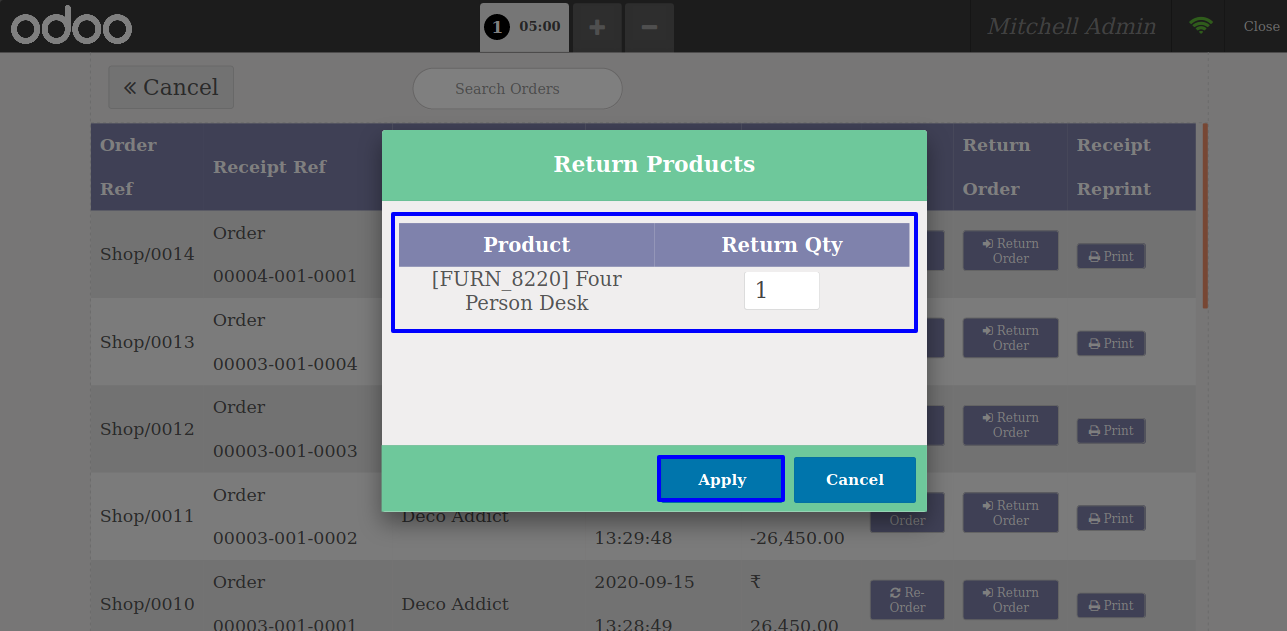 odoo
1 05:00
Mitchell Admin
Close
Cancel
Search Orders
Order
Ref
Receipt Ref
Return
Order
Receipt
Reprint
Return Products
Product
Return Qty
[FURN_8220] Four
Person Desk
1
Apply
Cancel
Shop/0014
Order
00004-001-0001
Return
Order
Print
Shop/0013
Order
00003-001-0004
Return
Order
Print
Shop/0012
Order
00003-001-0003
Return
Order
Print
Shop/0011
Order
00003-001-0002
Deco Addict
13:29:48
-26,450.00
Order
Return
Order
Print
Shop/0010
Order
00003-001-0001
Deco Addict
2020-09-15
13:28:49
₹
26,450.00
Re-
Order
Return
Order
Print